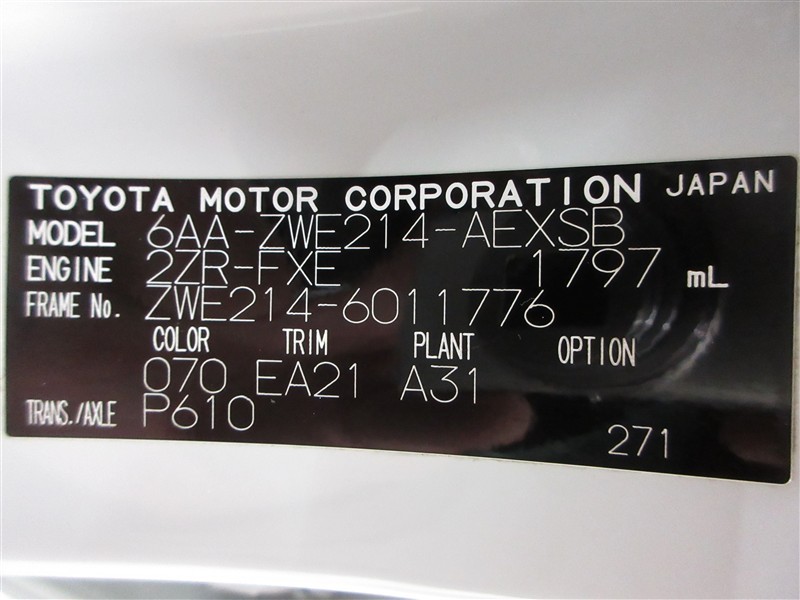 TOYOTA MOTOR CORPORATION JAPAN
MODEL 6AA-ZWE214-AEXSB
ENGINE 2ZR-FXE 1797 mL
FRAME No. ZWE214-6011776
COLOR TRIM PLANT OPTION
070 EA21 A31
TRANS./AXLE P610
271